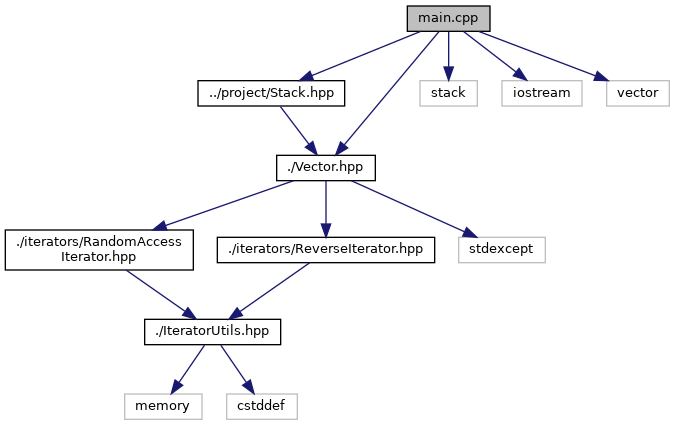 main.cpp
../project/Stack.hpp
stack
iostream
vector
./Vector.hpp
./iterators/RandomAccess
Iterator.hpp
./iterators/ReverseIterator.hpp
stdexcept
./IteratorUtils.hpp
memory
cstddef